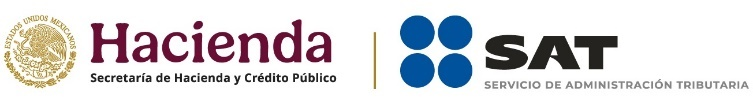 ESTADOS UNIDOS MEXICANOS
Hacienda
Secretaría de Hacienda y Crédito Público
SAT
SERVICIO DE ADMINISTRACIÓN TRIBUTARIA